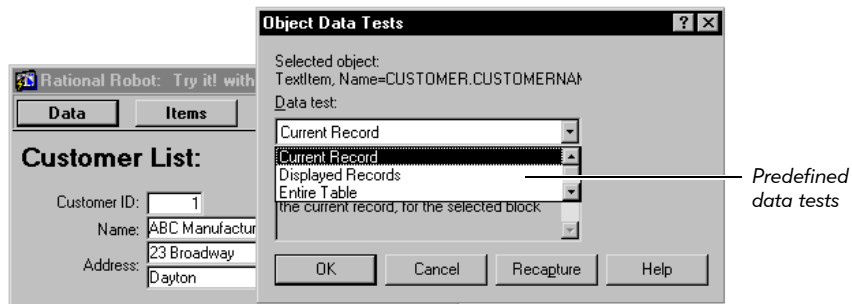 Object Data Tests
Selected object:
TextItem, Name=CUSTOMER.CUSTOMERNAM
Data test:
Current Record
Current Record
Displayed Records
Entire Table
the current record, for the selected block
OK Cancel Recapture Help
Rational Robot: Try it! with
Data Items
Customer List:
Customer ID: 1
Name: ABC Manufactur
Address: 23 Broadway
Dayton
Predefined
data tests